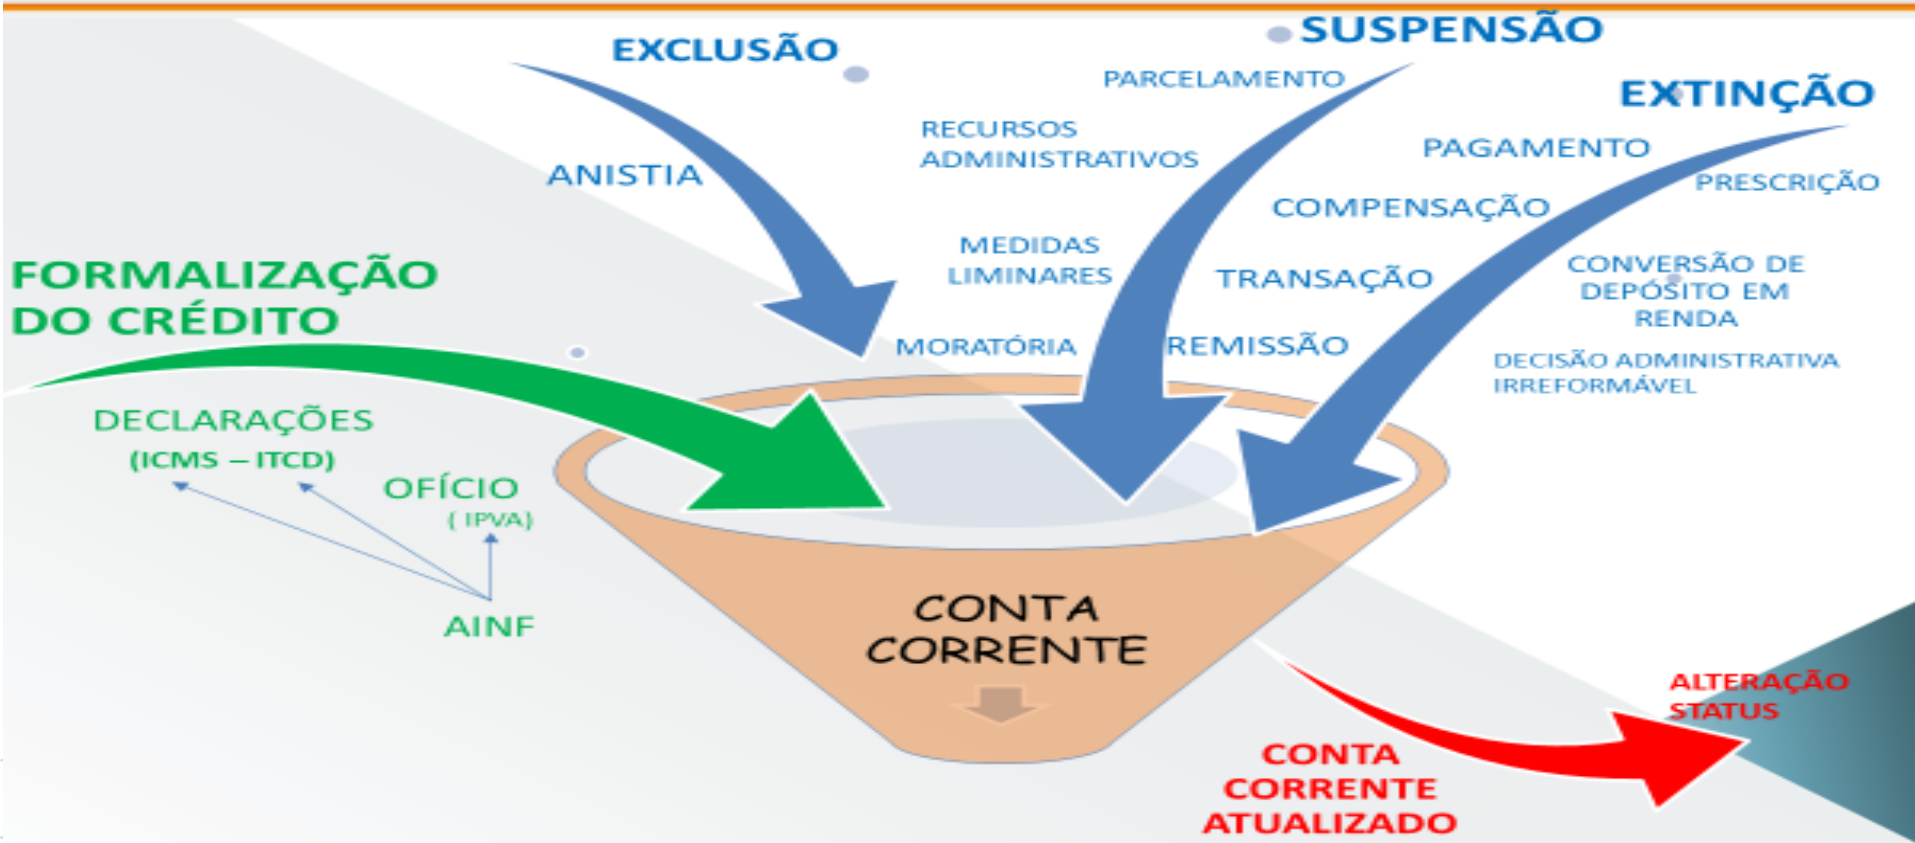 EXCLUSÃO
ANISTIA
SUSPENSÃO
PARCELAMENTO
RECURSOS
ADMINISTRATIVOS
MEDIDAS
LIMINARES
MORATÓRIA
EXTINÇÃO
PAGAMENTO
PRESCRIÇÃO
COMPENSAÇÃO
TRANSAÇÃO
CONVERSÃO DE
DEPÓSITO EM
RENDA
REMISSÃO
DECISÃO ADMINISTRATIVA
IRREFORMÁVEL
FORMALIZAÇÃO
DO CRÉDITO
DECLARAÇÕES
(ICMS – ITCD)
OFÍCIO
( IPVA)
AINF
CONTA
CORRENTE
ALTERAÇÃO
STATUS
CONTA
CORRENTE
ATUALIZADO